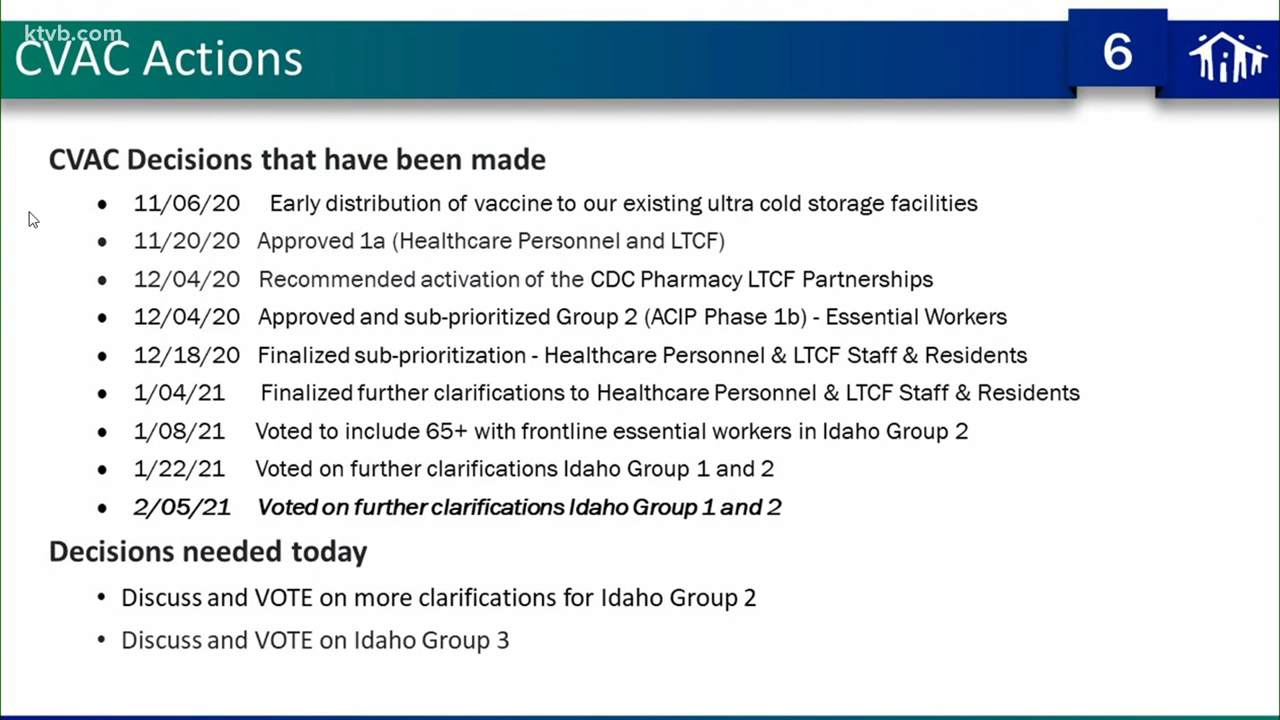 ktvb.com
CVAC Actions
6
CVAC Decisions that have been made
• 11/06/20 Early distribution of vaccine to our existing ultra cold storage facilities
• 11/20/20 Approved 1a (Healthcare Personnel and LTCF)
• 12/04/20 Recommended activation of the CDC Pharmacy LTCF Partnerships
• 12/04/20 Approved and sub-prioritized Group 2 (ACIP Phase 1b) - Essential Workers
• 12/18/20 Finalized sub-prioritization - Healthcare Personnel & LTCF Staff & Residents
• 1/04/21 Finalized further clarifications to Healthcare Personnel & LTCF Staff & Residents
• 1/08/21 Voted to include 65+ with frontline essential workers in Idaho Group 2
• 1/22/21 Voted on further clarifications Idaho Group 1 and 2
• 2/05/21 Voted on further clarifications Idaho Group 1 and 2
Decisions needed today
• Discuss and VOTE on more clarifications for Idaho Group 2
• Discuss and VOTE on Idaho Group 3